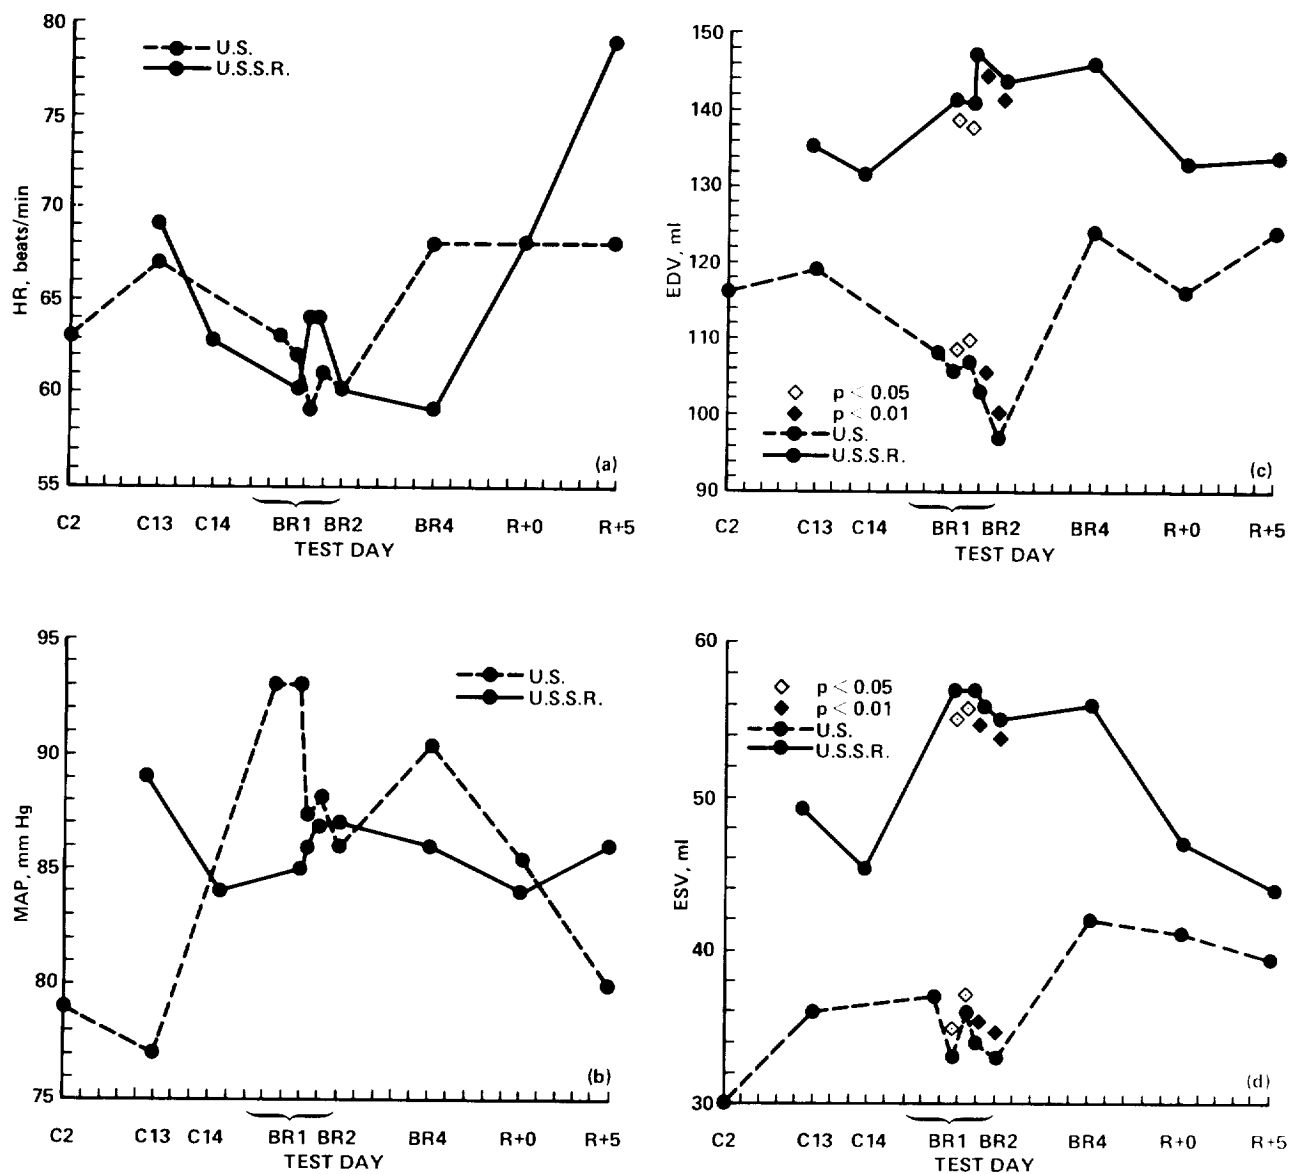 80
75
70
65
60
55
HR, beats/min
U.S.
U.S.S.R.
(a)
C2 C13 C14 BR1 BR2 BR4 R+0 R+5
TEST DAY
150
140
130
120
110
100
90
EDV, ml
p < 0.05
p < 0.01
U.S.
U.S.S.R.
(c)
C2 C13 C14 BR1 BR2 BR4 R+0 R+5
TEST DAY
95
90
85
80
75
MAP, mm Hg
U.S.
U.S.S.R.
(b)
C2 C13 C14 BR1 BR2 BR4 R+0 R+5
TEST DAY
60
50
40
30
ESV, ml
p < 0.05
p < 0.01
U.S.
U.S.S.R.
(d)
C2 C13 C14 BR1 BR2 BR4 R+0 R+5
TEST DAY